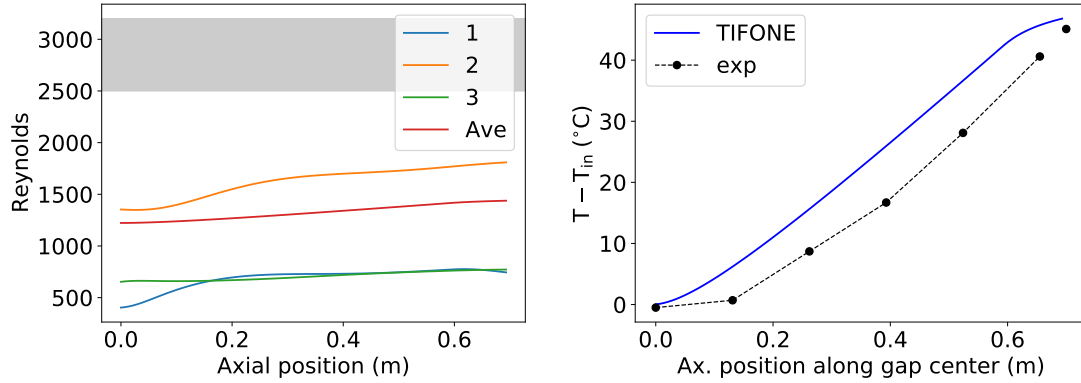 3000
2500
2000
1500
1000
500
Reynolds
0.0 0.2 0.4 0.6
Axial position (m)
1
2
3
Ave
40
30
20
10
0
T − T_in (°C)
0.0 0.2 0.4 0.6
Ax. position along gap center (m)
TIFONE
exp